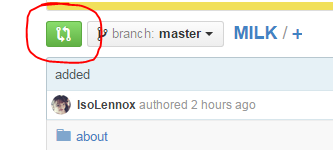 branch: master MILK / +
added
IsoLennox authored 2 hours ago
about